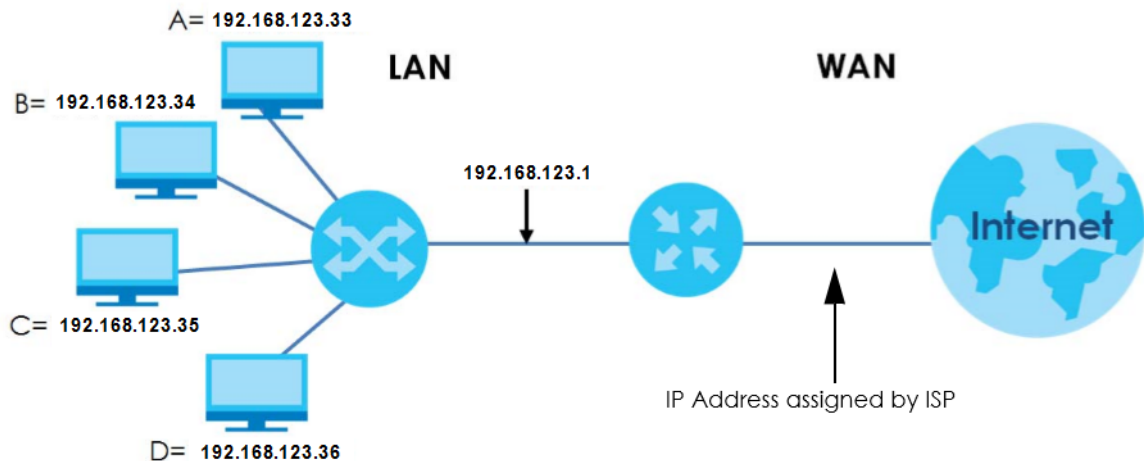 A= 192.168.123.33
LAN
WAN
B= 192.168.123.34
192.168.123.1
Internet
C= 192.168.123.35
IP Address assigned by ISP
D= 192.168.123.36